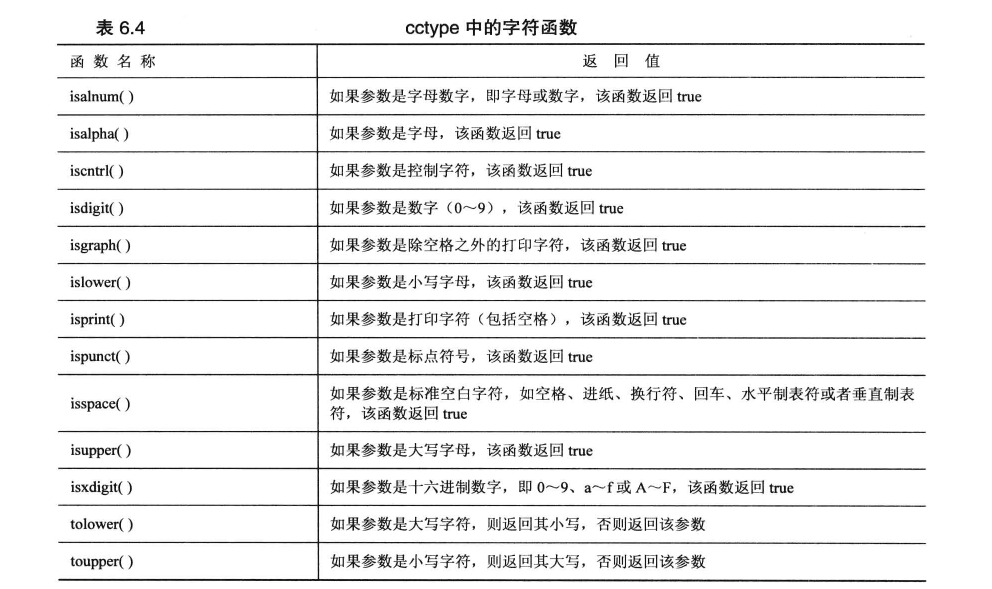 表 6.4 cctype 中的字符函数
函 数 名 称 返 回 值
isalnum( ) 如果参数是字母数字，即字母或数字，该函数返回 true
isalpha( ) 如果参数是字母，该函数返回 true
iscntrl( ) 如果参数是控制字符，该函数返回 true
isdigit( ) 如果参数是数字（0～9），该函数返回 true
isgraph( ) 如果参数是除空格之外的打印字符，该函数返回 true
islower( ) 如果参数是小写字母，该函数返回 true
isprint( ) 如果参数是打印字符（包括空格），该函数返回 true
ispunct( ) 如果参数是标点符号，该函数返回 true
isspace( ) 如果参数是标准空白字符，如空格、进纸、换行符、回车、水平制表符或者垂直制表
符，该函数返回 true
isupper( ) 如果参数是大写字母，该函数返回 true
isxdigit( ) 如果参数是十六进制数字，即 0～9、a～f 或 A～F，该函数返回 true
tolower( ) 如果参数是大写字符，则返回其小写，否则返回该参数
toupper( ) 如果参数是小写字符，则返回其大写，否则返回该参数